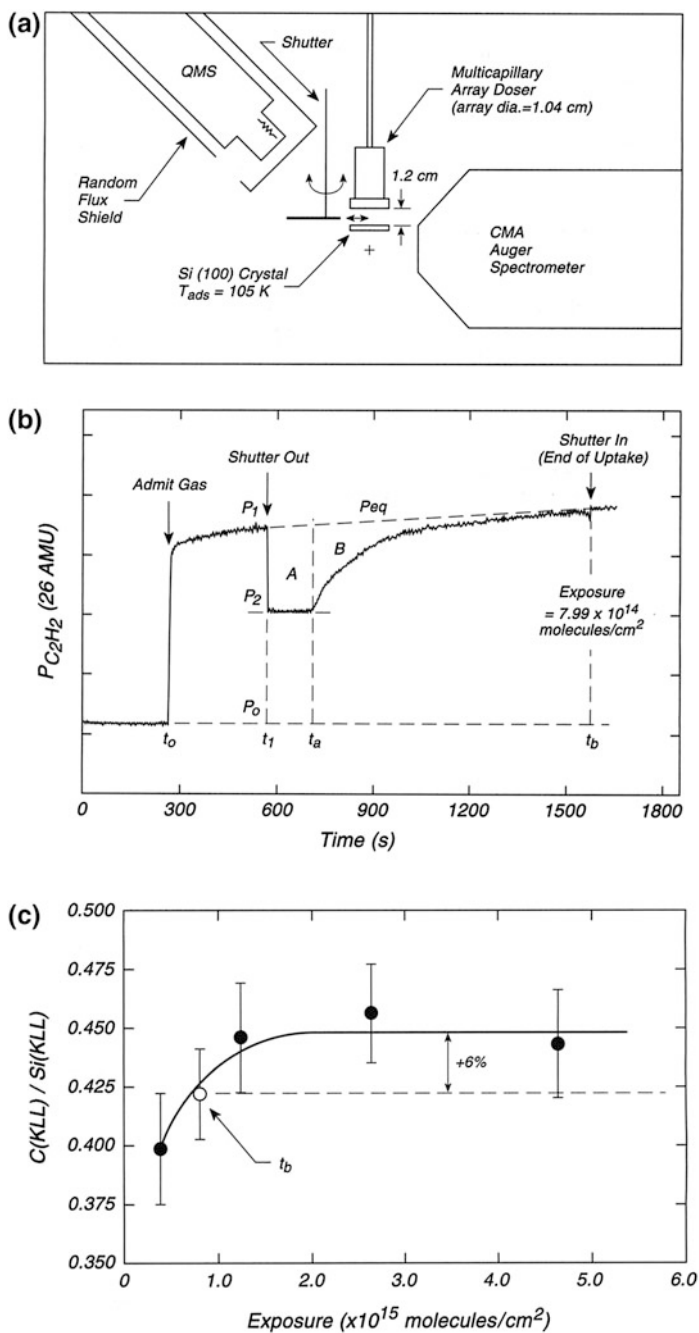 (a)
QMS
Shutter
Multicapillary
Array Doser
(array dia.=1.04 cm)
Random
Flux
Shield
1.2 cm
CMA
Auger
Spectrometer
Si (100) Crystal
Tads = 105 K
(b)
Admit Gas
Shutter Out
Shutter In
(End of Uptake)
P1
Peq
A
B
P2
Exposure
= 7.99 x 10^14
molecules/cm^2
Po
to
t1
ta
tb
PC2H2 (26 AMU)
0
300
600
900
1200
1500
1800
Time (s)
(c)
0.500
0.475
0.450
0.425
0.400
0.375
0.350
C(KLL) / Si(KLL)
+6%
tb
0.0
1.0
2.0
3.0
4.0
5.0
6.0
Exposure (x10^15 molecules/cm^2)